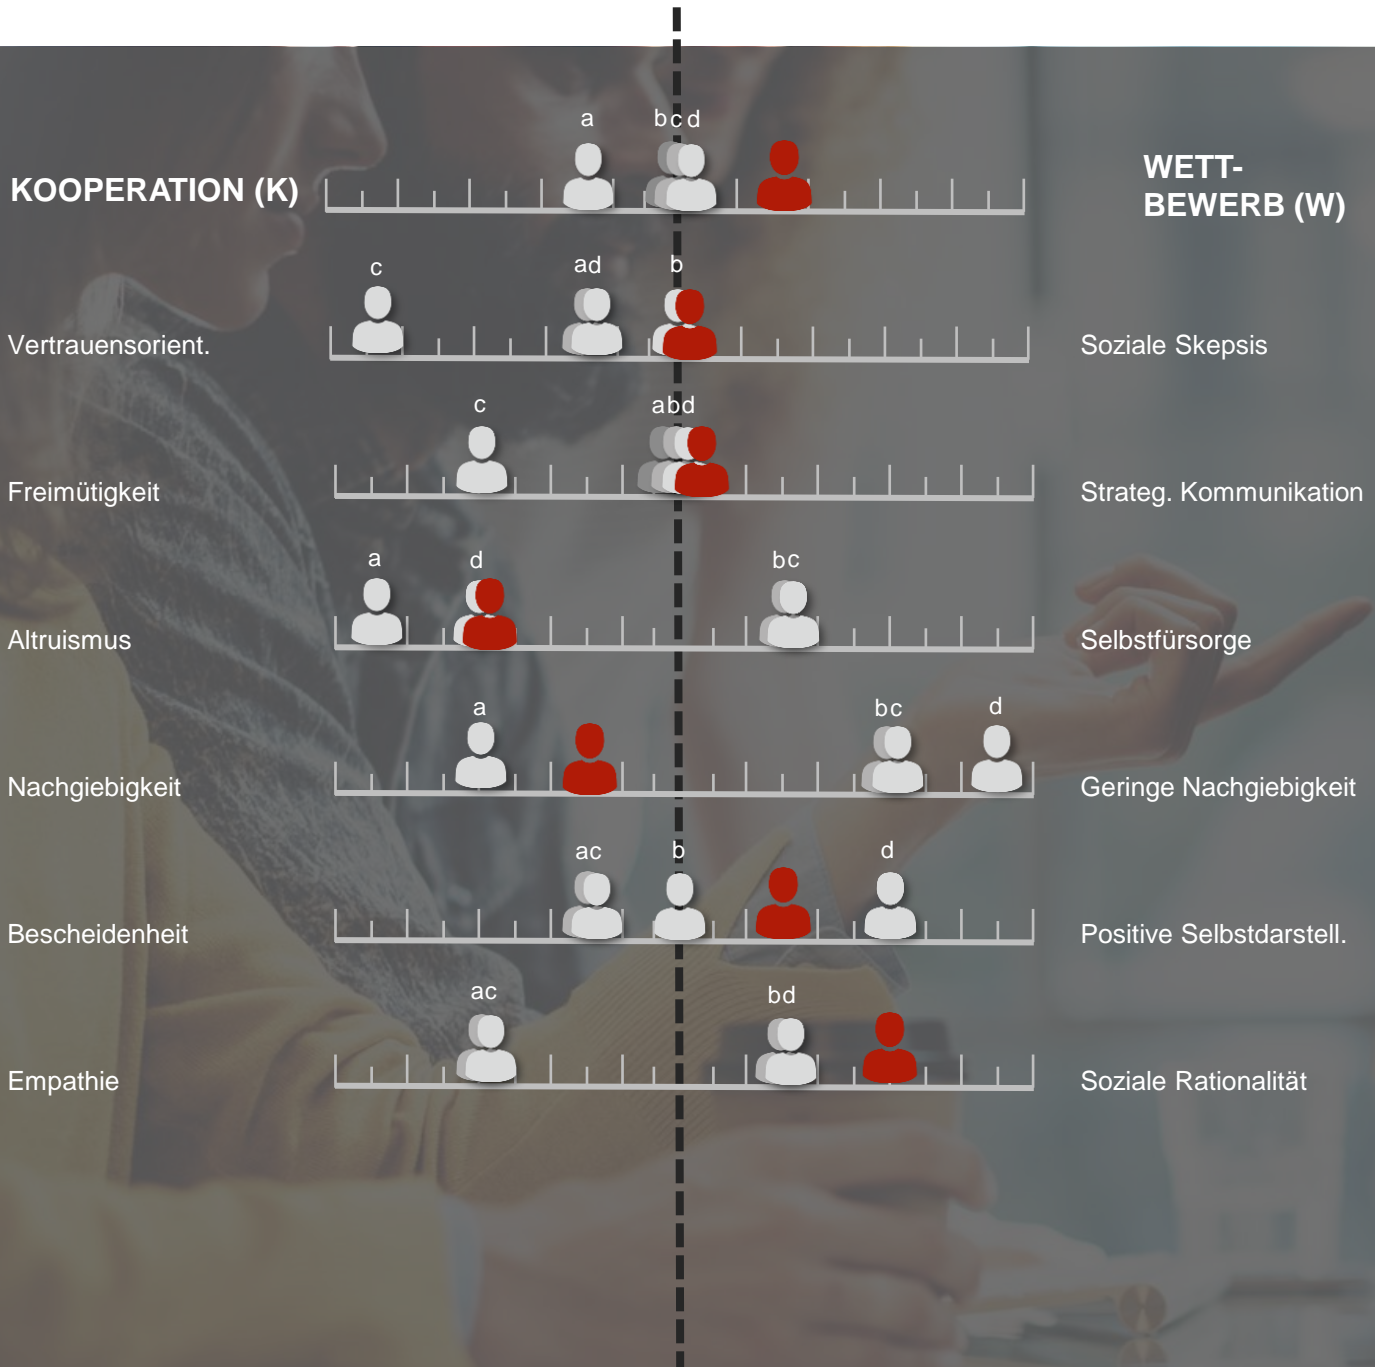 a bcd
KOOPERATION (K)
WETT-
BEWERB (W)
c ad b
Vertrauensorient. Soziale Skepsis
c abd
Freimütigkeit Strateg. Kommunikation
a d bc
Altruismus Selbstfürsorge
a bc d
Nachgiebigkeit Geringe Nachgiebigkeit
ac b d
Bescheidenheit Positive Selbstdarstell.
ac bd
Empathie Soziale Rationalität